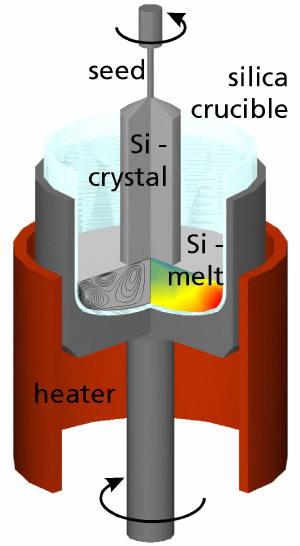 seed
silica
crucible
Si -
crystal
Si -
melt
heater